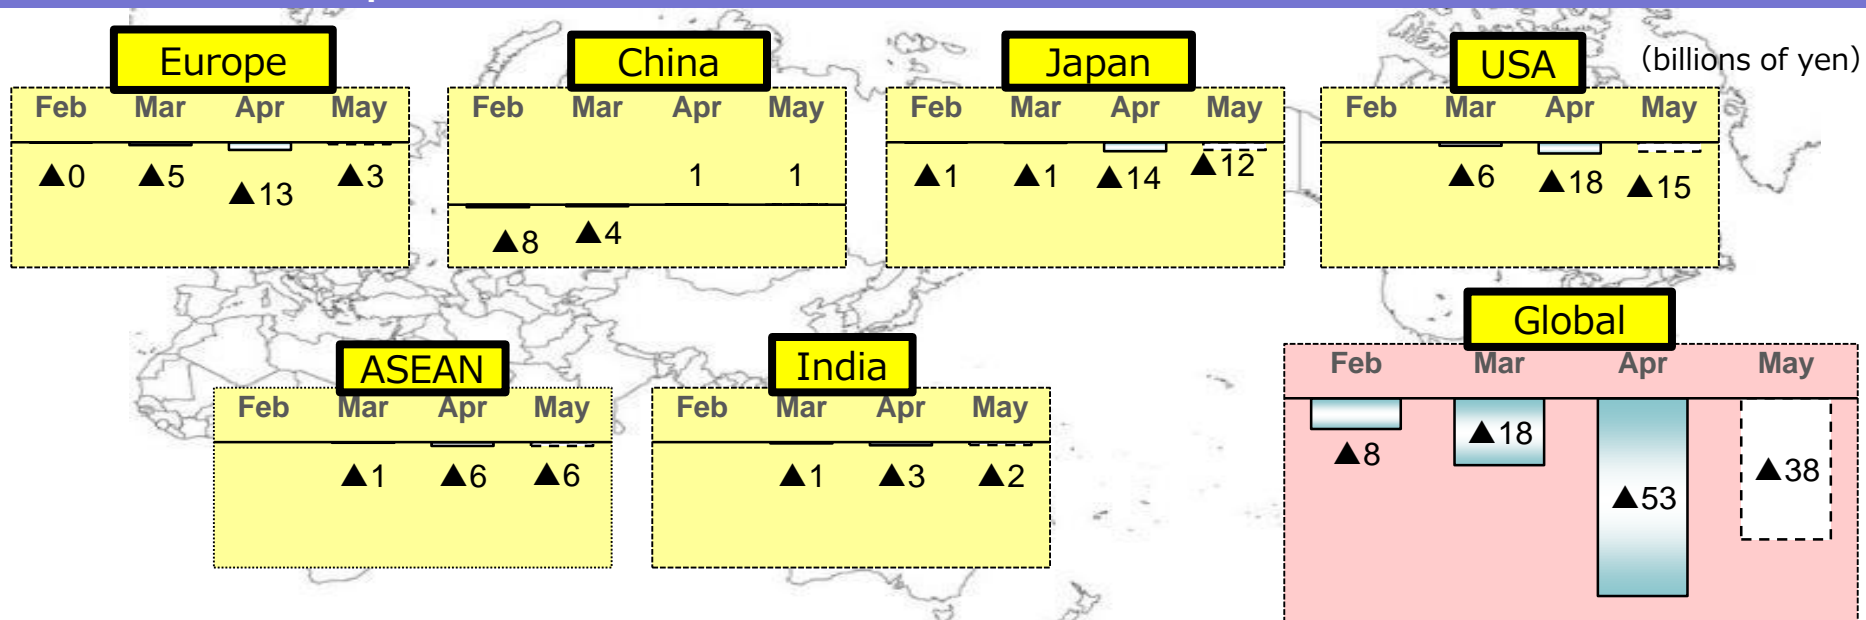 Europe
Feb Mar Apr May
▲0 ▲5 ▲13 ▲3
China
Feb Mar Apr May
1 1
▲8 ▲4
Japan
Feb Mar Apr May
▲1 ▲1 ▲14 ▲12
USA
(billions of yen)
Feb Mar Apr May
▲6 ▲18 ▲15
ASEAN
Feb Mar Apr May
▲1 ▲6 ▲6
India
Feb Mar Apr May
▲1 ▲3 ▲2
Global
Feb Mar Apr May
▲8 ▲18 ▲53 ▲38